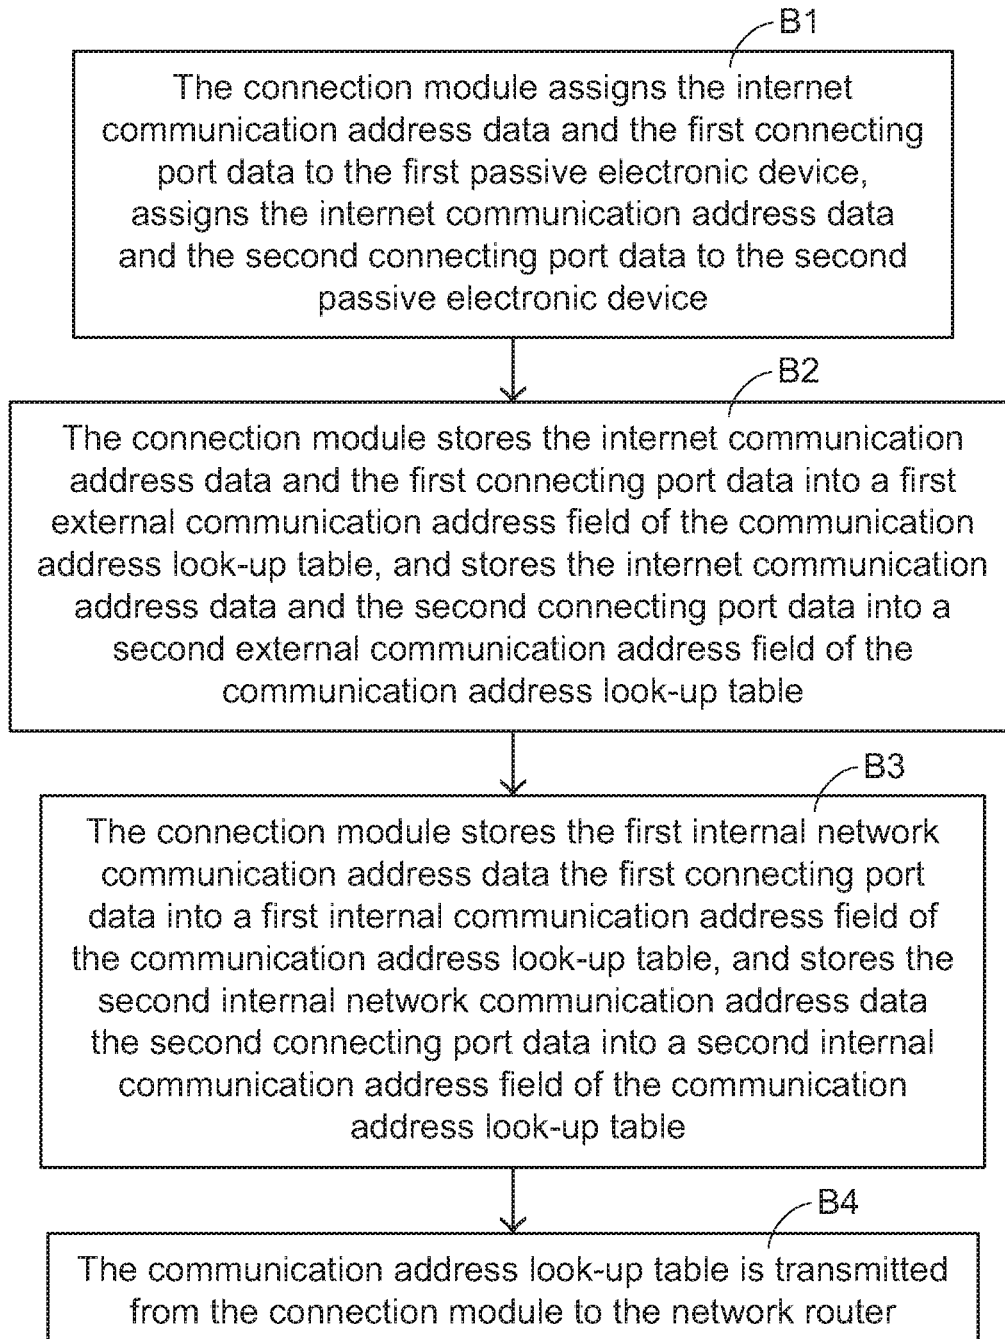 B1
The connection module assigns the internet
communication address data and the first connecting
port data to the first passive electronic device,
assigns the internet communication address data
and the second connecting port data to the second
passive electronic device
B2
The connection module stores the internet communication
address data and the first connecting port data into a first
external communication address field of the communication
address look-up table, and stores the internet communication
address data and the second connecting port data into a
second external communication address field of the
communication address look-up table
B3
The connection module stores the first internal network
communication address data the first connecting port
data into a first internal communication address field of
the communication address look-up table, and stores the
second internal network communication address data
the second connecting port data into a second internal
communication address field of the communication
address look-up table
B4
The communication address look-up table is transmitted
from the connection module to the network router